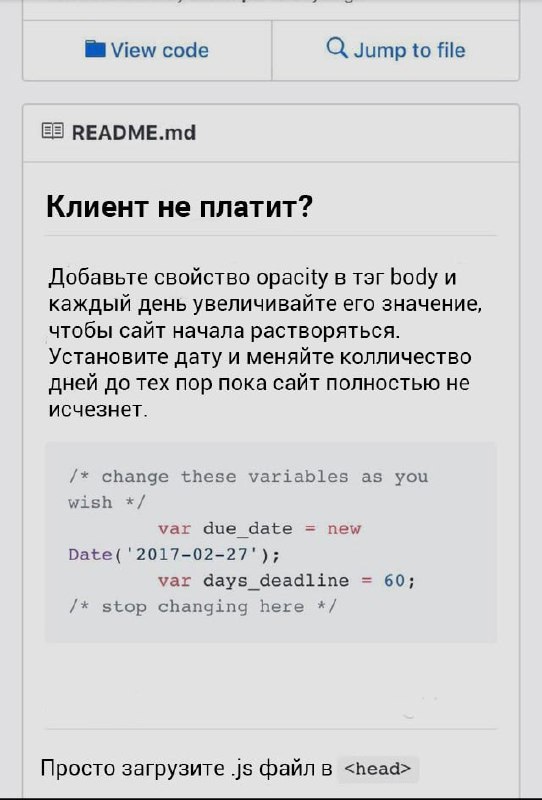 View code
Jump to file
README.md
Клиент не платит?
Добавьте свойство opacity в тэг body и
каждый день увеличивайте его значение,
чтобы сайт начала растворяться.
Установите дату и меняйте колличество
дней до тех пор пока сайт полностью не
исчезнет.
/* change these variables as you
wish */
var due_date = new
Date('2017-02-27');
var days_deadline = 60;
/* stop changing here */
Просто загрузите .js файл в <head>